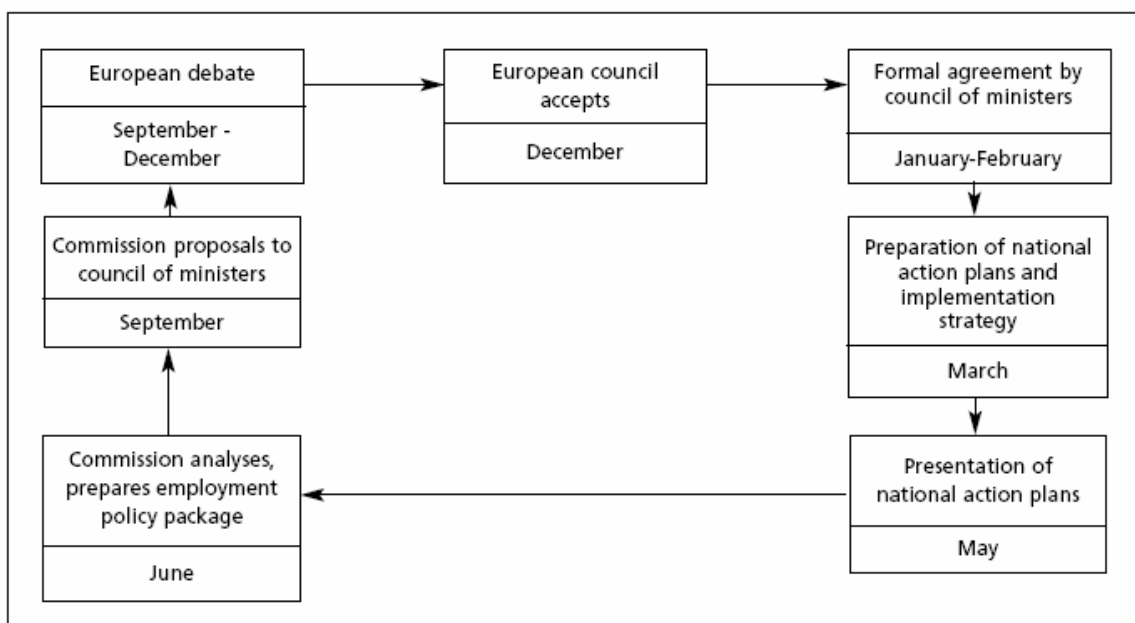 European debate
September -
December
European council
accepts
December
Formal agreement by
council of ministers
January-February
Commission proposals to
council of ministers
September
Preparation of national
action plans and
implementation
strategy
March
Commission analyses,
prepares employment
policy package
June
Presentation of
national action plans
May